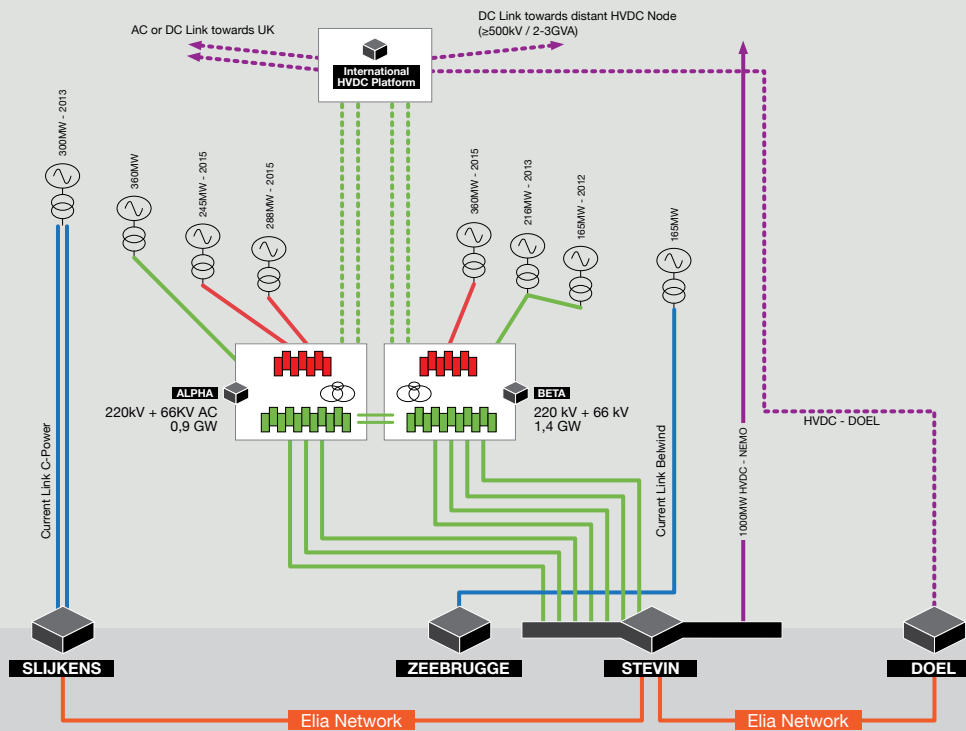 AC or DC Link towards UK
DC Link towards distant HVDC Node
(≥500kV / 2-3GVA)
International
HVDC Platform
300MW - 2013
360MW
245MW - 2015
288MW - 2015
360MW - 2015
216MW - 2013
165MW - 2012
165MW
ALPHA
220kV + 66KV AC
0,9 GW
BETA
220 kV + 66 kV
1,4 GW
Current Link C-Power
Current Link Belwind
1000MW HVDC - NEMO
HVDC - DOEL
SLIJKENS
ZEEBRUGGE
STEVIN
DOEL
Elia Network
Elia Network